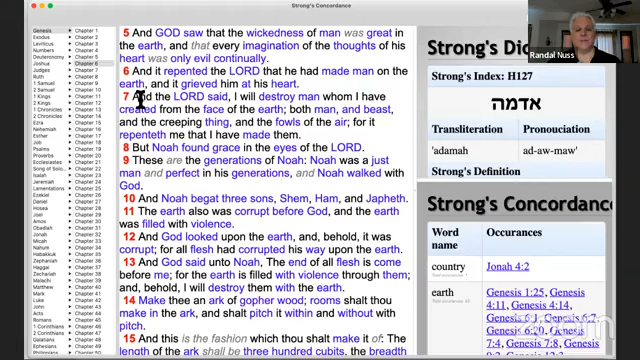 Strong's Concordance
Genesis
Exodus
Leviticus
Numbers
Deuteronomy
Joshua
Judges
Ruth
1 Samuel
2 Samuel
1 Kings
2 Kings
1 Chronicles
2 Chronicles
Ezra
Nehemiah
Esther
Job
Psalms
Proverbs
Ecclesiastes
Song of Solo...
Isaiah
Jeremiah
Lamentations
Ezekiel
Daniel
Hosea
Joel
Amos
Obadiah
Jonah
Micah
Nahum
Habakkuk
Zephaniah
Haggai
Zechariah
Malachi
Matthew
Mark
Luke
John
Acts
Romans
1 Corinthians
2 Corinthians
Galatians
Ephesians
Chapter 1
Chapter 2
Chapter 3
Chapter 4
Chapter 5
Chapter 6
Chapter 7
Chapter 8
Chapter 9
Chapter 10
Chapter 11
Chapter 12
Chapter 13
Chapter 14
Chapter 15
Chapter 16
Chapter 17
Chapter 18
Chapter 19
Chapter 20
Chapter 21
Chapter 22
Chapter 23
Chapter 24
Chapter 25
Chapter 26
Chapter 27
Chapter 28
Chapter 29
Chapter 30
Chapter 31
Chapter 32
Chapter 33
Chapter 34
Chapter 35
Chapter 36
Chapter 37
Chapter 38
Chapter 39
Chapter 40
Chapter 41
Chapter 42
Chapter 43
Chapter 44
Chapter 45
Chapter 46
Chapter 47
Chapter 48
Chapter 49
5 And GOD saw that the wickedness of man was great in
the earth, and that every imagination of the thoughts of his
heart was only evil continually.
6 And it repented the LORD that he had made man on the
earth, and it grieved him at his heart.
7 And the LORD said, I will destroy man whom I have
created from the face of the earth; both man, and beast,
and the creeping thing, and the fowls of the air; for it
repenteth me that I have made them.
8 But Noah found grace in the eyes of the LORD.
9 These are the generations of Noah: Noah was a just
man and perfect in his generations, and Noah walked with
God.
10 And Noah begat three sons, Shem, Ham, and Japheth.
11 The earth also was corrupt before God, and the earth
was filled with violence.
12 And God looked upon the earth, and, behold, it was
corrupt; for all flesh had corrupted his way upon the earth.
13 And God said unto Noah, The end of all flesh is come
before me; for the earth is filled with violence through them;
and, behold, I will destroy them with the earth.
14 Make thee an ark of gopher wood; rooms shalt thou
make in the ark, and shalt pitch it within and without with
pitch.
15 And this is the fashion which thou shalt make it of: The
length of the ark shall be three hundred cubits, the breadth
Strong's Dic
Strong's Index: H127
אדמה
Transliteration Pronouciation
'adamah ad-aw-maw'
Strong's Definition
Strong's Concordanc
Word name Occurances
country Jonah 4:2
earth Genesis 1:25, Genesis
4:11, Genesis 4:14,
Genesis 6:1, Genesis 6:7,
Genesis 6:20, Genesis
7:4, Genesis 7:8,
Randal Nuss
zoom